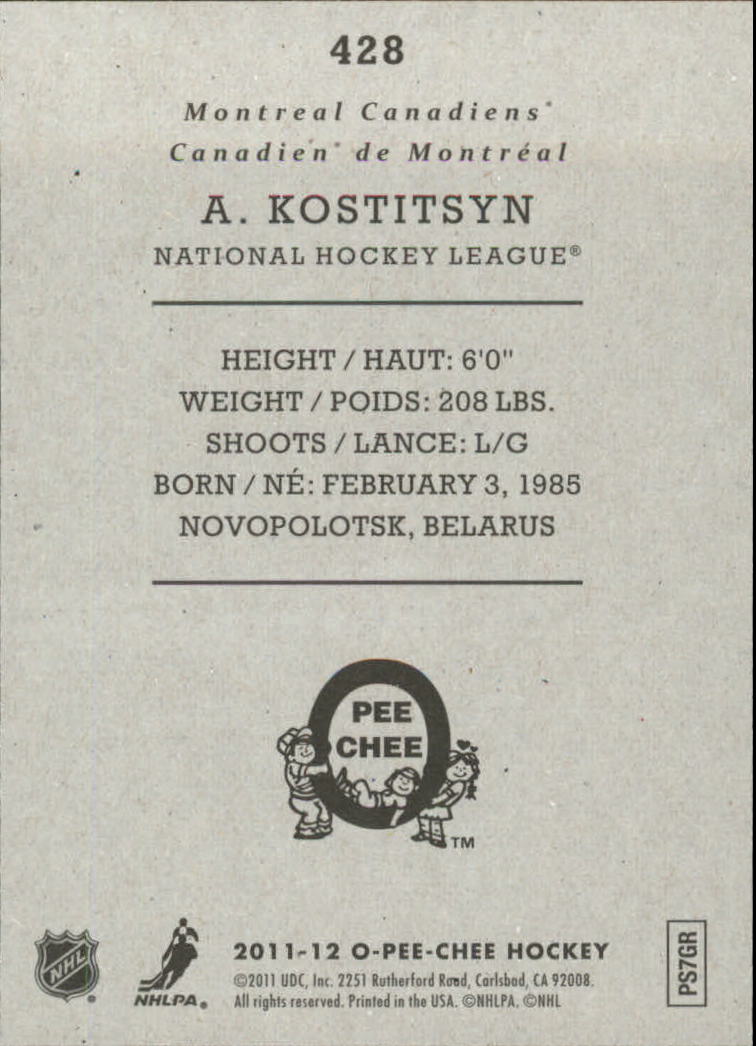 428
Montreal Canadiens*
Canadien* de Montréal
A. KOSTITSYN
NATIONAL HOCKEY LEAGUE®
HEIGHT / HAUT: 6'0"
WEIGHT / POIDS: 208 LBS.
SHOOTS / LANCE: L/G
BORN / NÉ: FEBRUARY 3, 1985
NOVOPOLOTSK, BELARUS
O
PEE
CHEE
TM
NHL
®
NHLPA®
2011-12 O-PEE-CHEE HOCKEY
©2011 UDC, Inc. 2251 Rutherford Road, Carlsbad, CA 92008.
All rights reserved. Printed in the USA. ©NHLPA. ©NHL
PS7GR